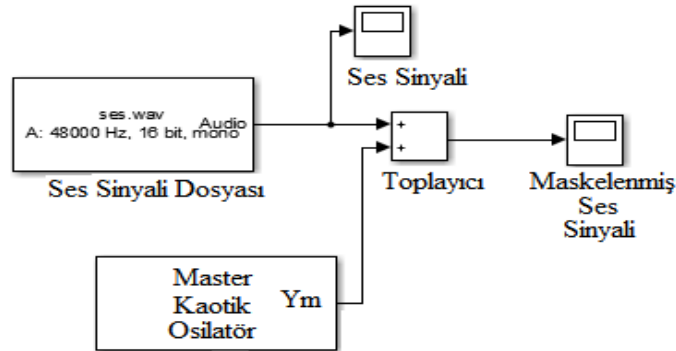 Ses Sinyali
ses.wav
Audio
A: 48000 Hz, 16 bit, mono
+
+
Ses Sinyali Dosyası
Toplayıcı
Maskelenmiş
Ses
Sinyali
Master
Kaotik
Osilatör
Ym